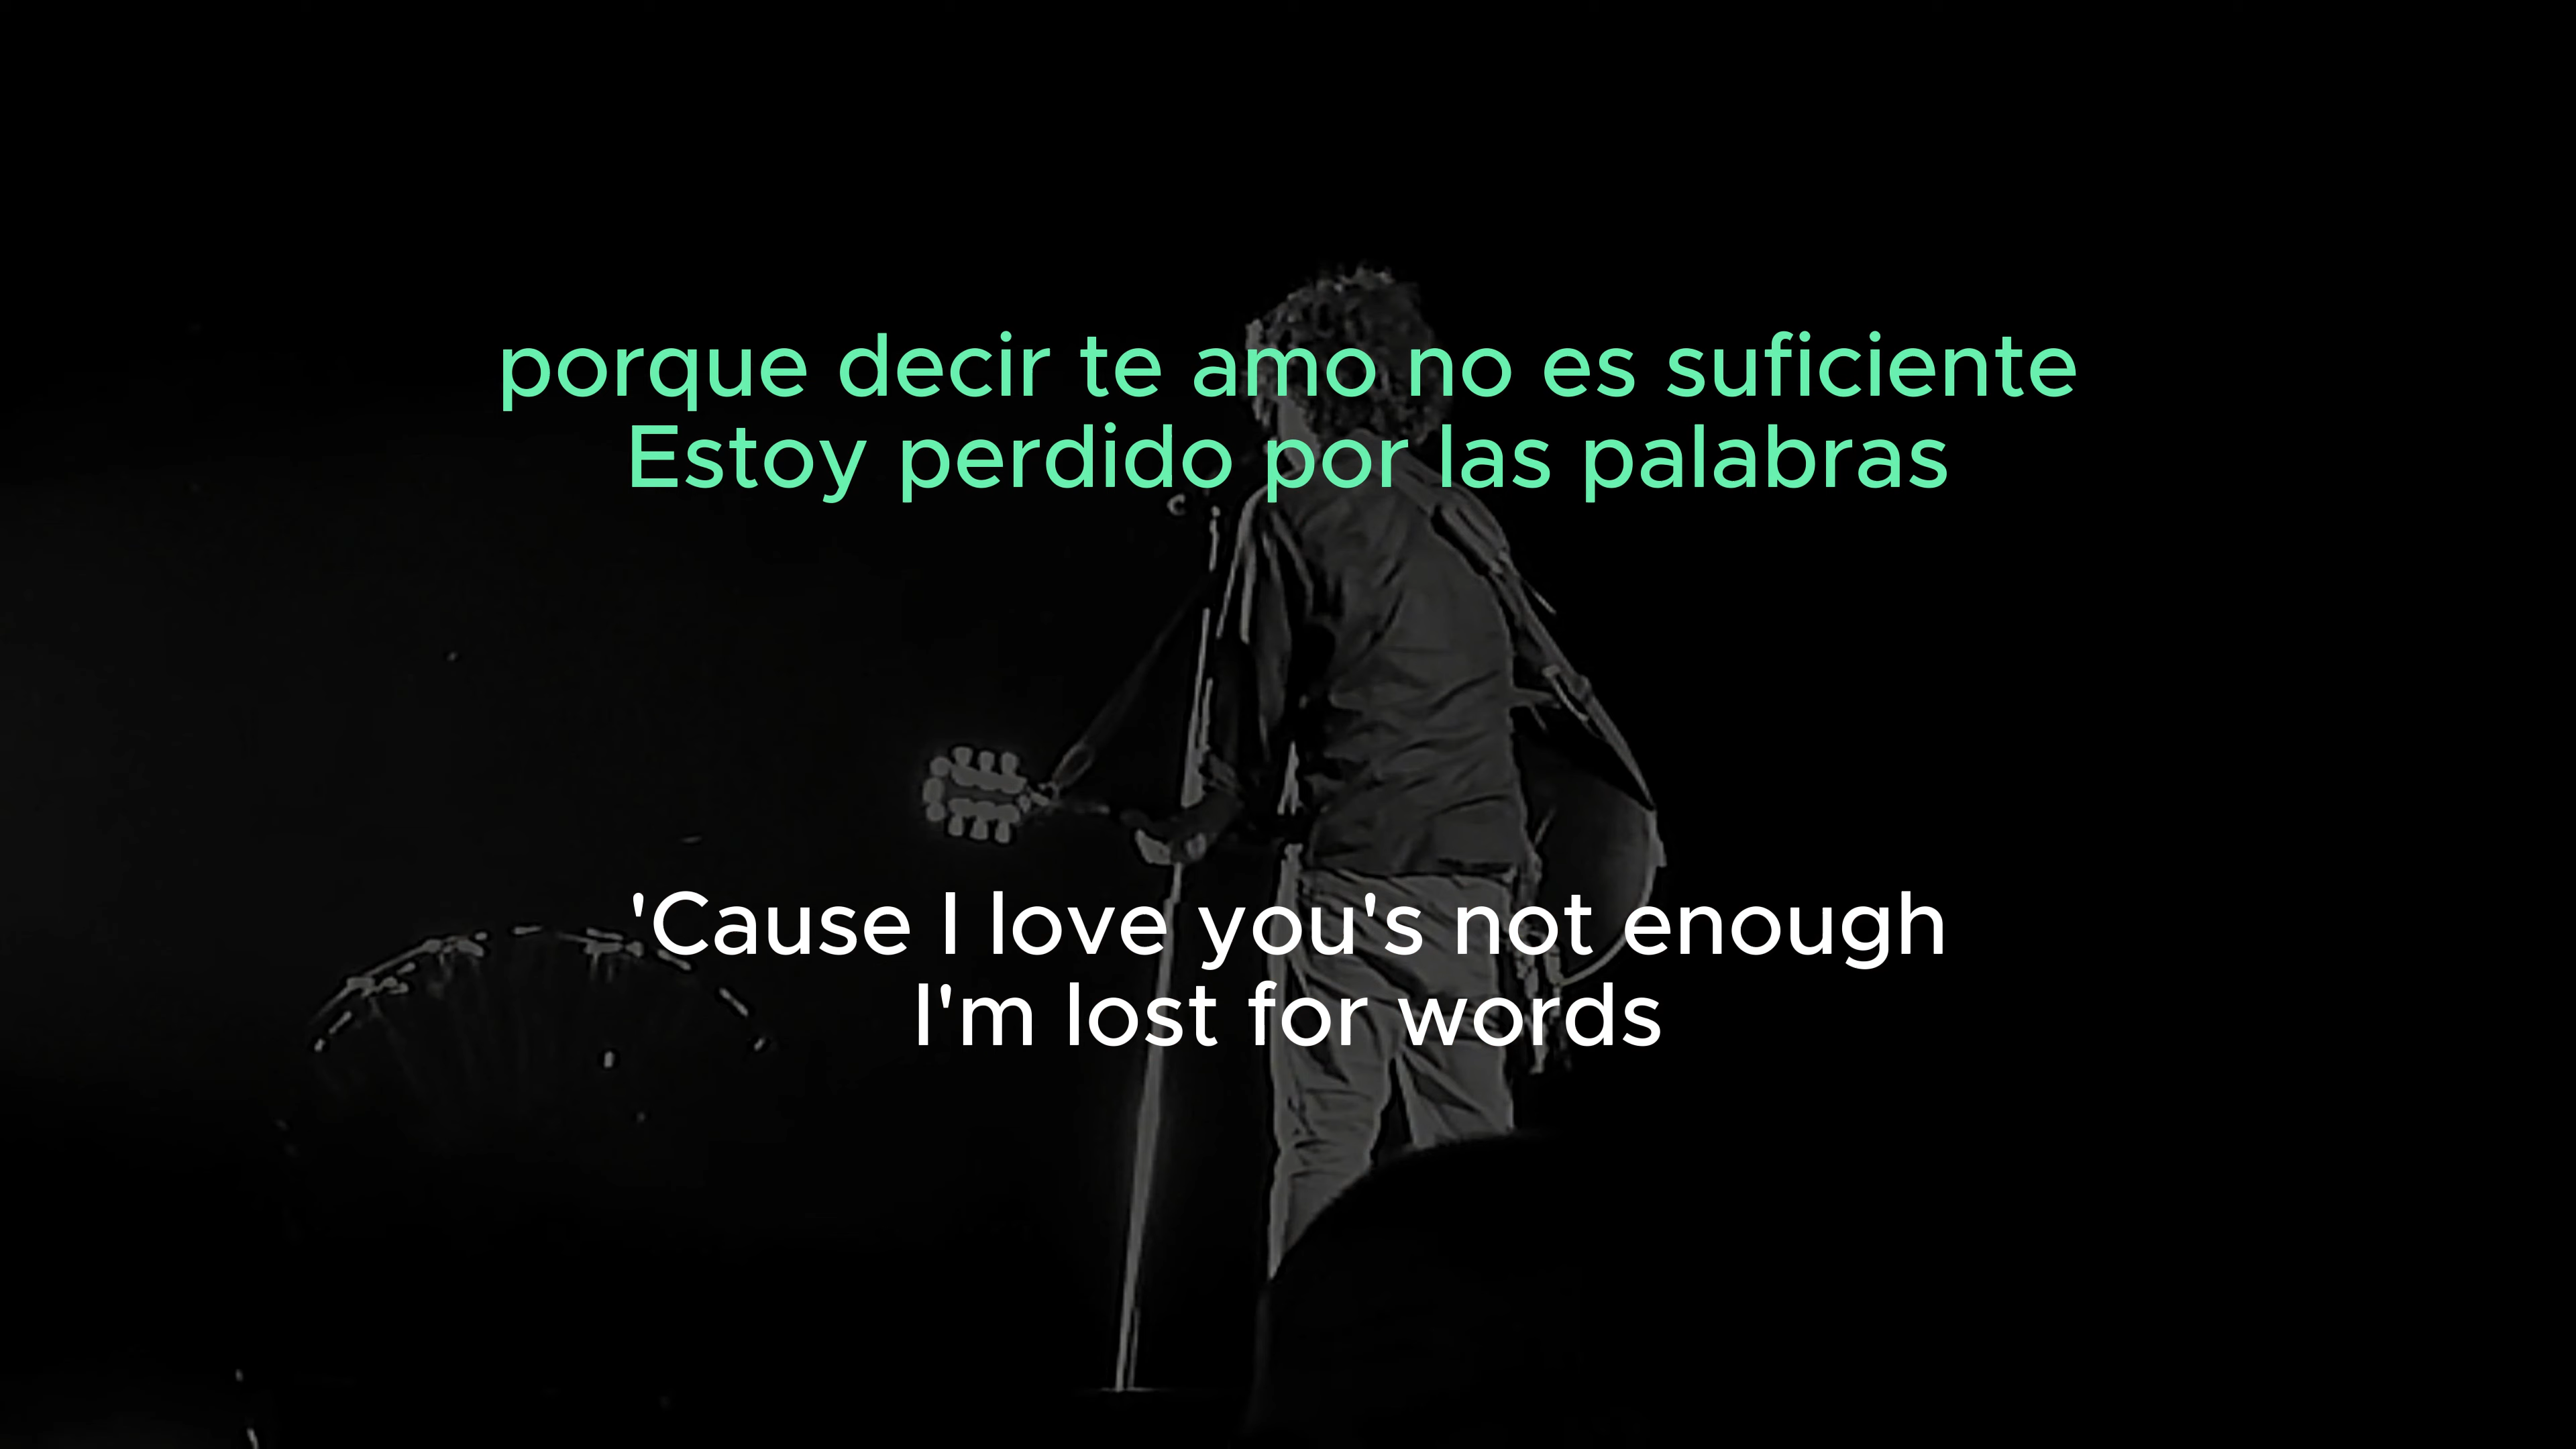 porque decir te amo no es suficiente
Estoy perdido por las palabras
'Cause I love you's not enough
I'm lost for words